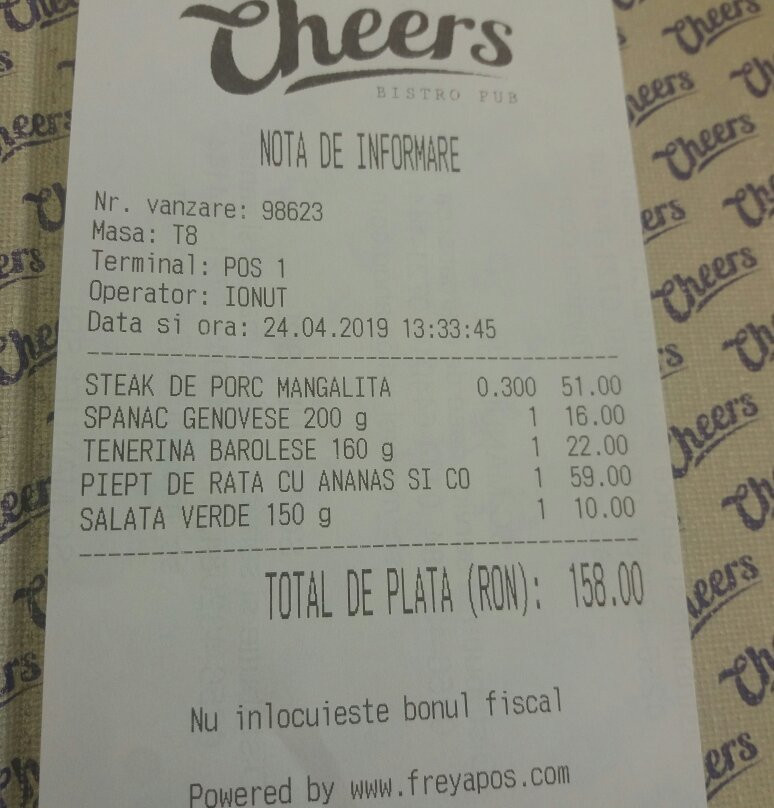 Cheers
BISTRO PUB
NOTA DE INFORMARE
Nr. vanzare: 98623
Masa: T8
Terminal: POS 1
Operator: IONUT
Data si ora: 24.04.2019 13:33:45
STEAK DE PORC MANGALITA 0.300 51.00
SPANAC GENOVESE 200 g 1 16.00
TENERINA BAROLESE 160 g 1 22.00
PIEPT DE RATA CU ANANAS SI CO 1 59.00
SALATA VERDE 150 g 1 10.00
TOTAL DE PLATA (RON): 158.00
Nu inlocuieste bonul fiscal
Powered by www.freyapos.com